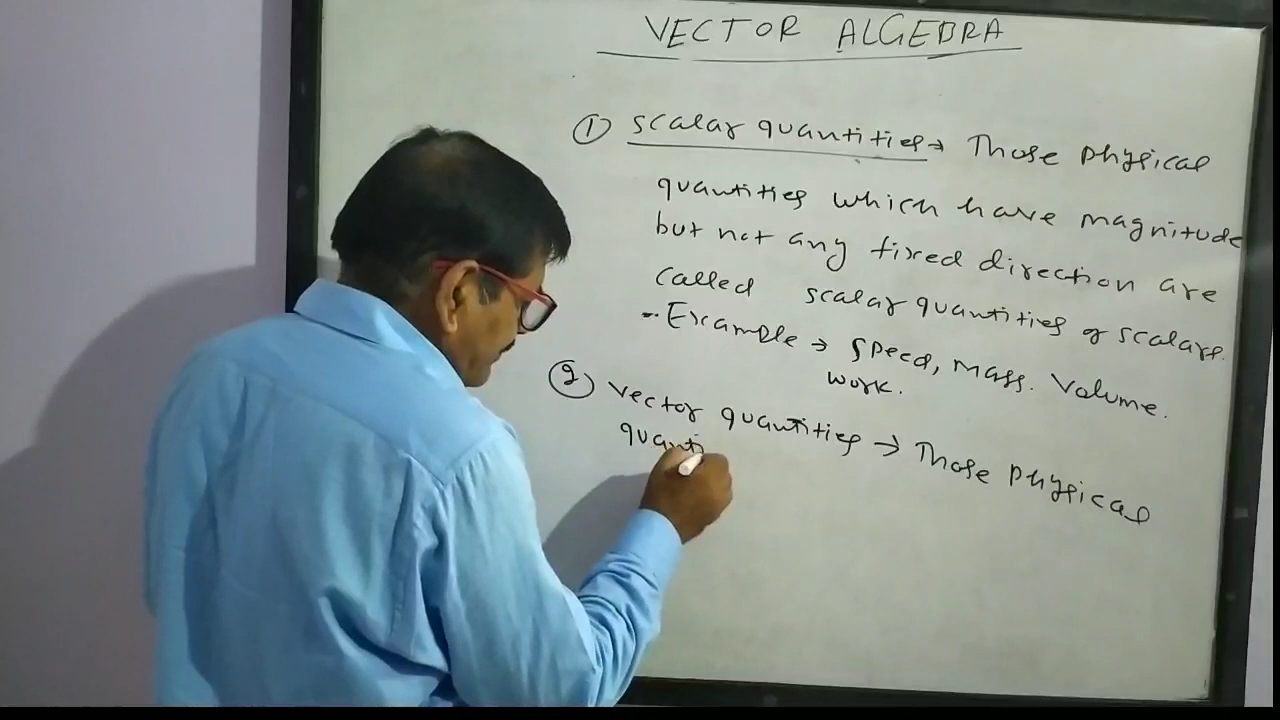 VECTOR ALGEBRA
① scalar quantities → Those physical
quantities which have magnitude
but not any fixed direction are
called scalar quantities or scalars.
Example → speed, mass. Volume.
work.
② vector quantities → Those physical
quanti